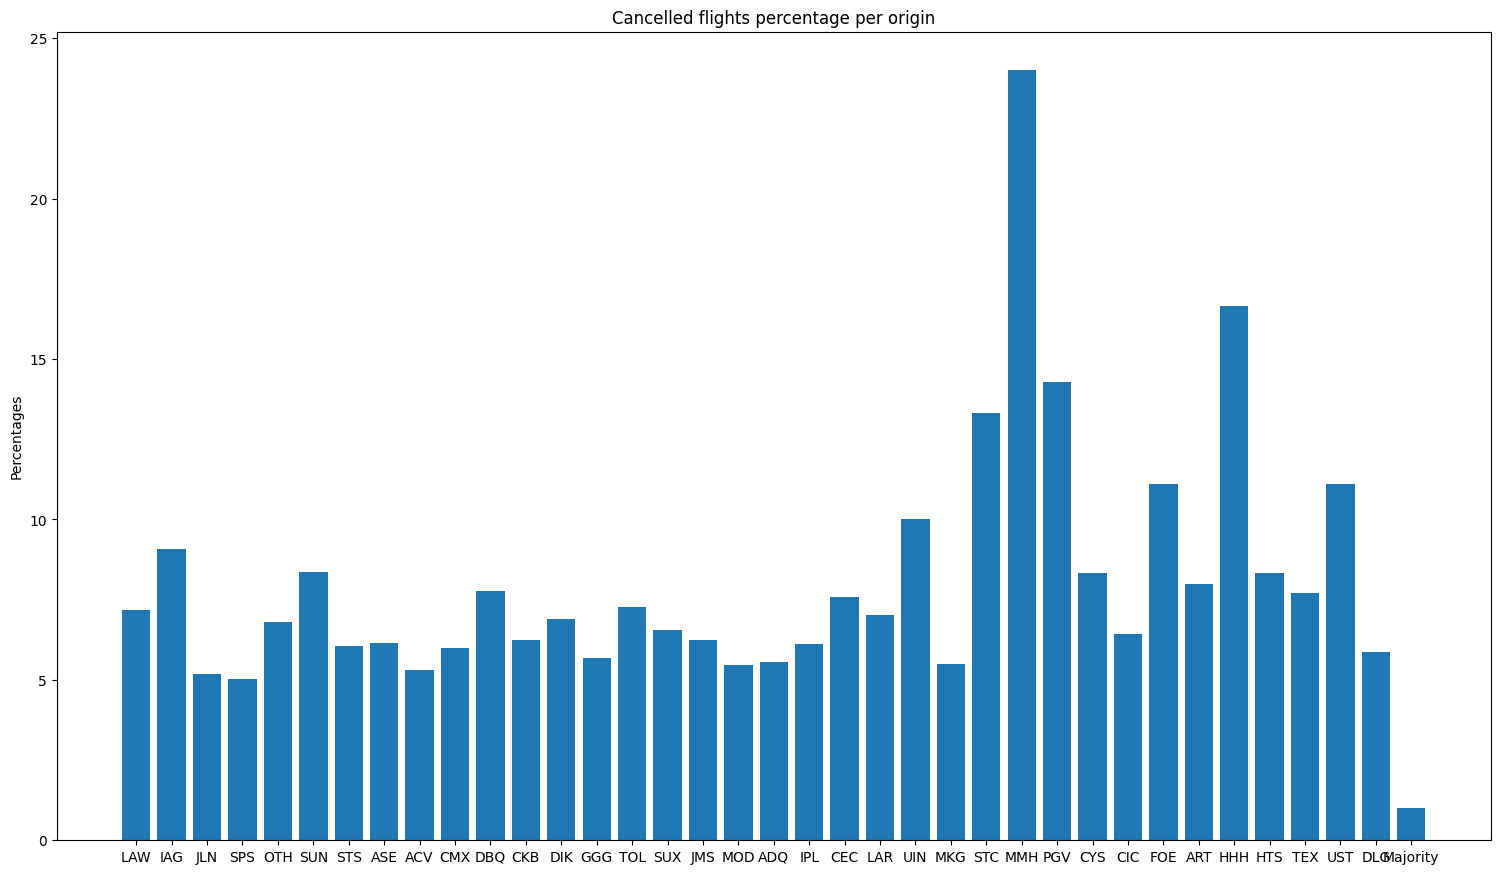 Cancelled flights percentage per origin
25
20
15
10
5
0
Percentages
LAW IAG JLN SPS OTH SUN STS ASE ACV CMX DBQ CKB DIK GGG TOL SUX JMS MOD ADQ IPL CEC LAR UIN MKG STC MMH PGV CYS CIC FOE ART HHH HTS TEX UST DLG Majority